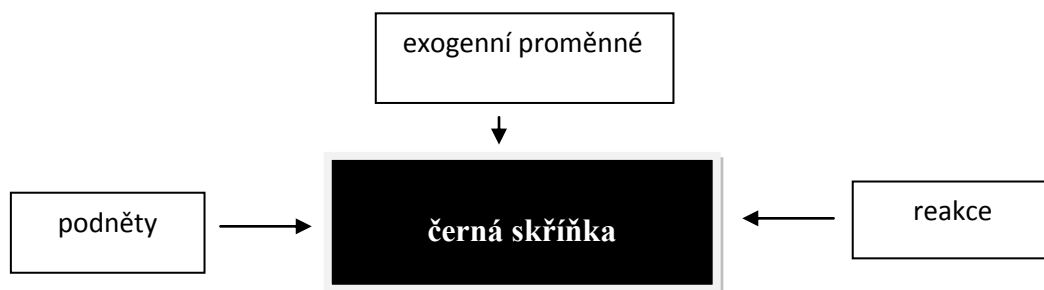 exogenní proměnné
podněty
černá skříňka
reakce